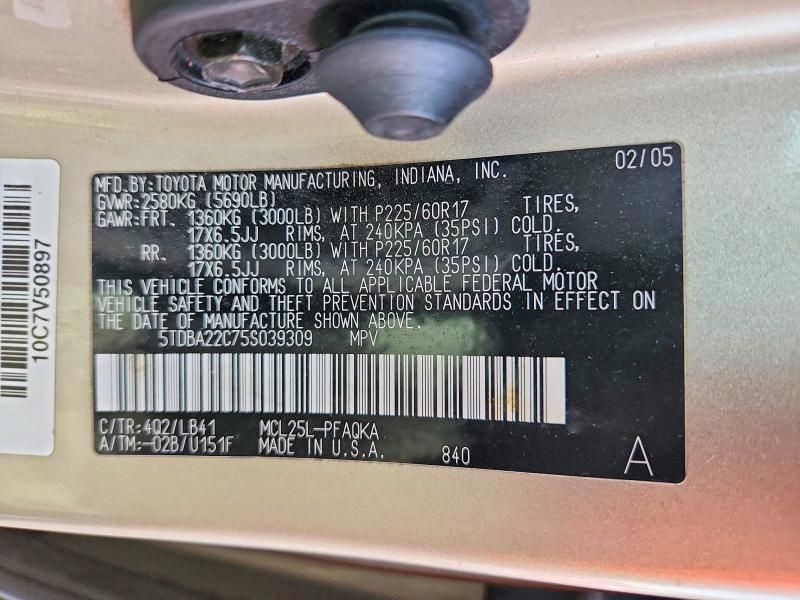 02/05
MFD.BY:TOYOTA MOTOR MANUFACTURING, INDIANA, INC.
GVWR: 2580KG (5690LB)
GAWR:FRT. 1360KG (3000LB) WITH P225/60R17 TIRES,
17X6.5JJ RIMS, AT 240KPA (35PSI) COLD.
RR. 1360KG (3000LB) WITH P225/60R17 TIRES,
17X6.5JJ RIMS, AT 240KPA (35PSI) COLD.
THIS VEHICLE CONFORMS TO ALL APPLICABLE FEDERAL MOTOR
VEHICLE SAFETY AND THEFT PREVENTION STANDARDS IN EFFECT ON
THE DATE OF MANUFACTURE SHOWN ABOVE.
5TDBA22C75S039309 MPV
C/TR:4Q2/LB41 MCL25L-PFAQKA
A/TM:-02B/U151F MADE IN U.S.A. 840 A
10C7V50897